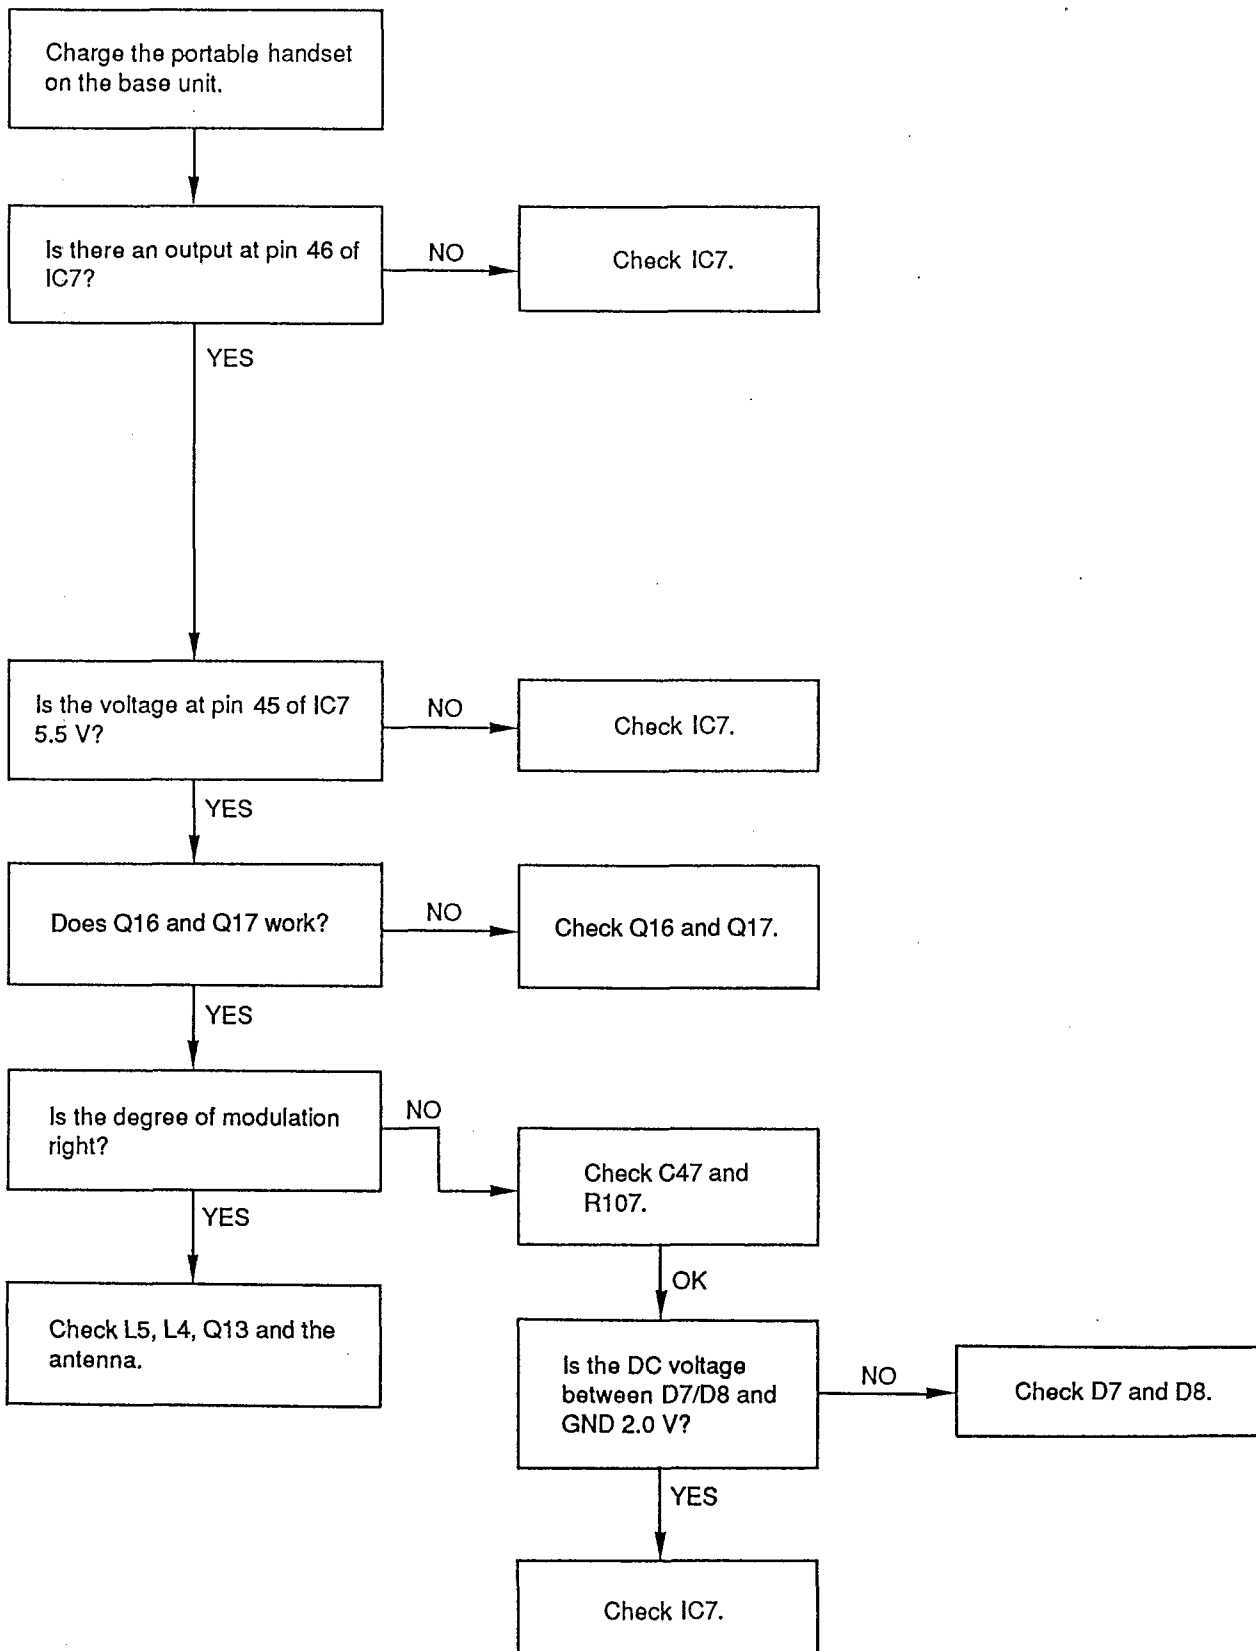 Charge the portable handset
on the base unit.
Is there an output at pin 46 of
IC7?
NO
Check IC7.
YES
Is the voltage at pin 45 of IC7
5.5 V?
NO
Check IC7.
YES
Does Q16 and Q17 work?
NO
Check Q16 and Q17.
YES
Is the degree of modulation
right?
NO
Check C47 and
R107.
YES
OK
Check L5, L4, Q13 and the
antenna.
Is the DC voltage
between D7/D8 and
GND 2.0 V?
NO
Check D7 and D8.
YES
Check IC7.